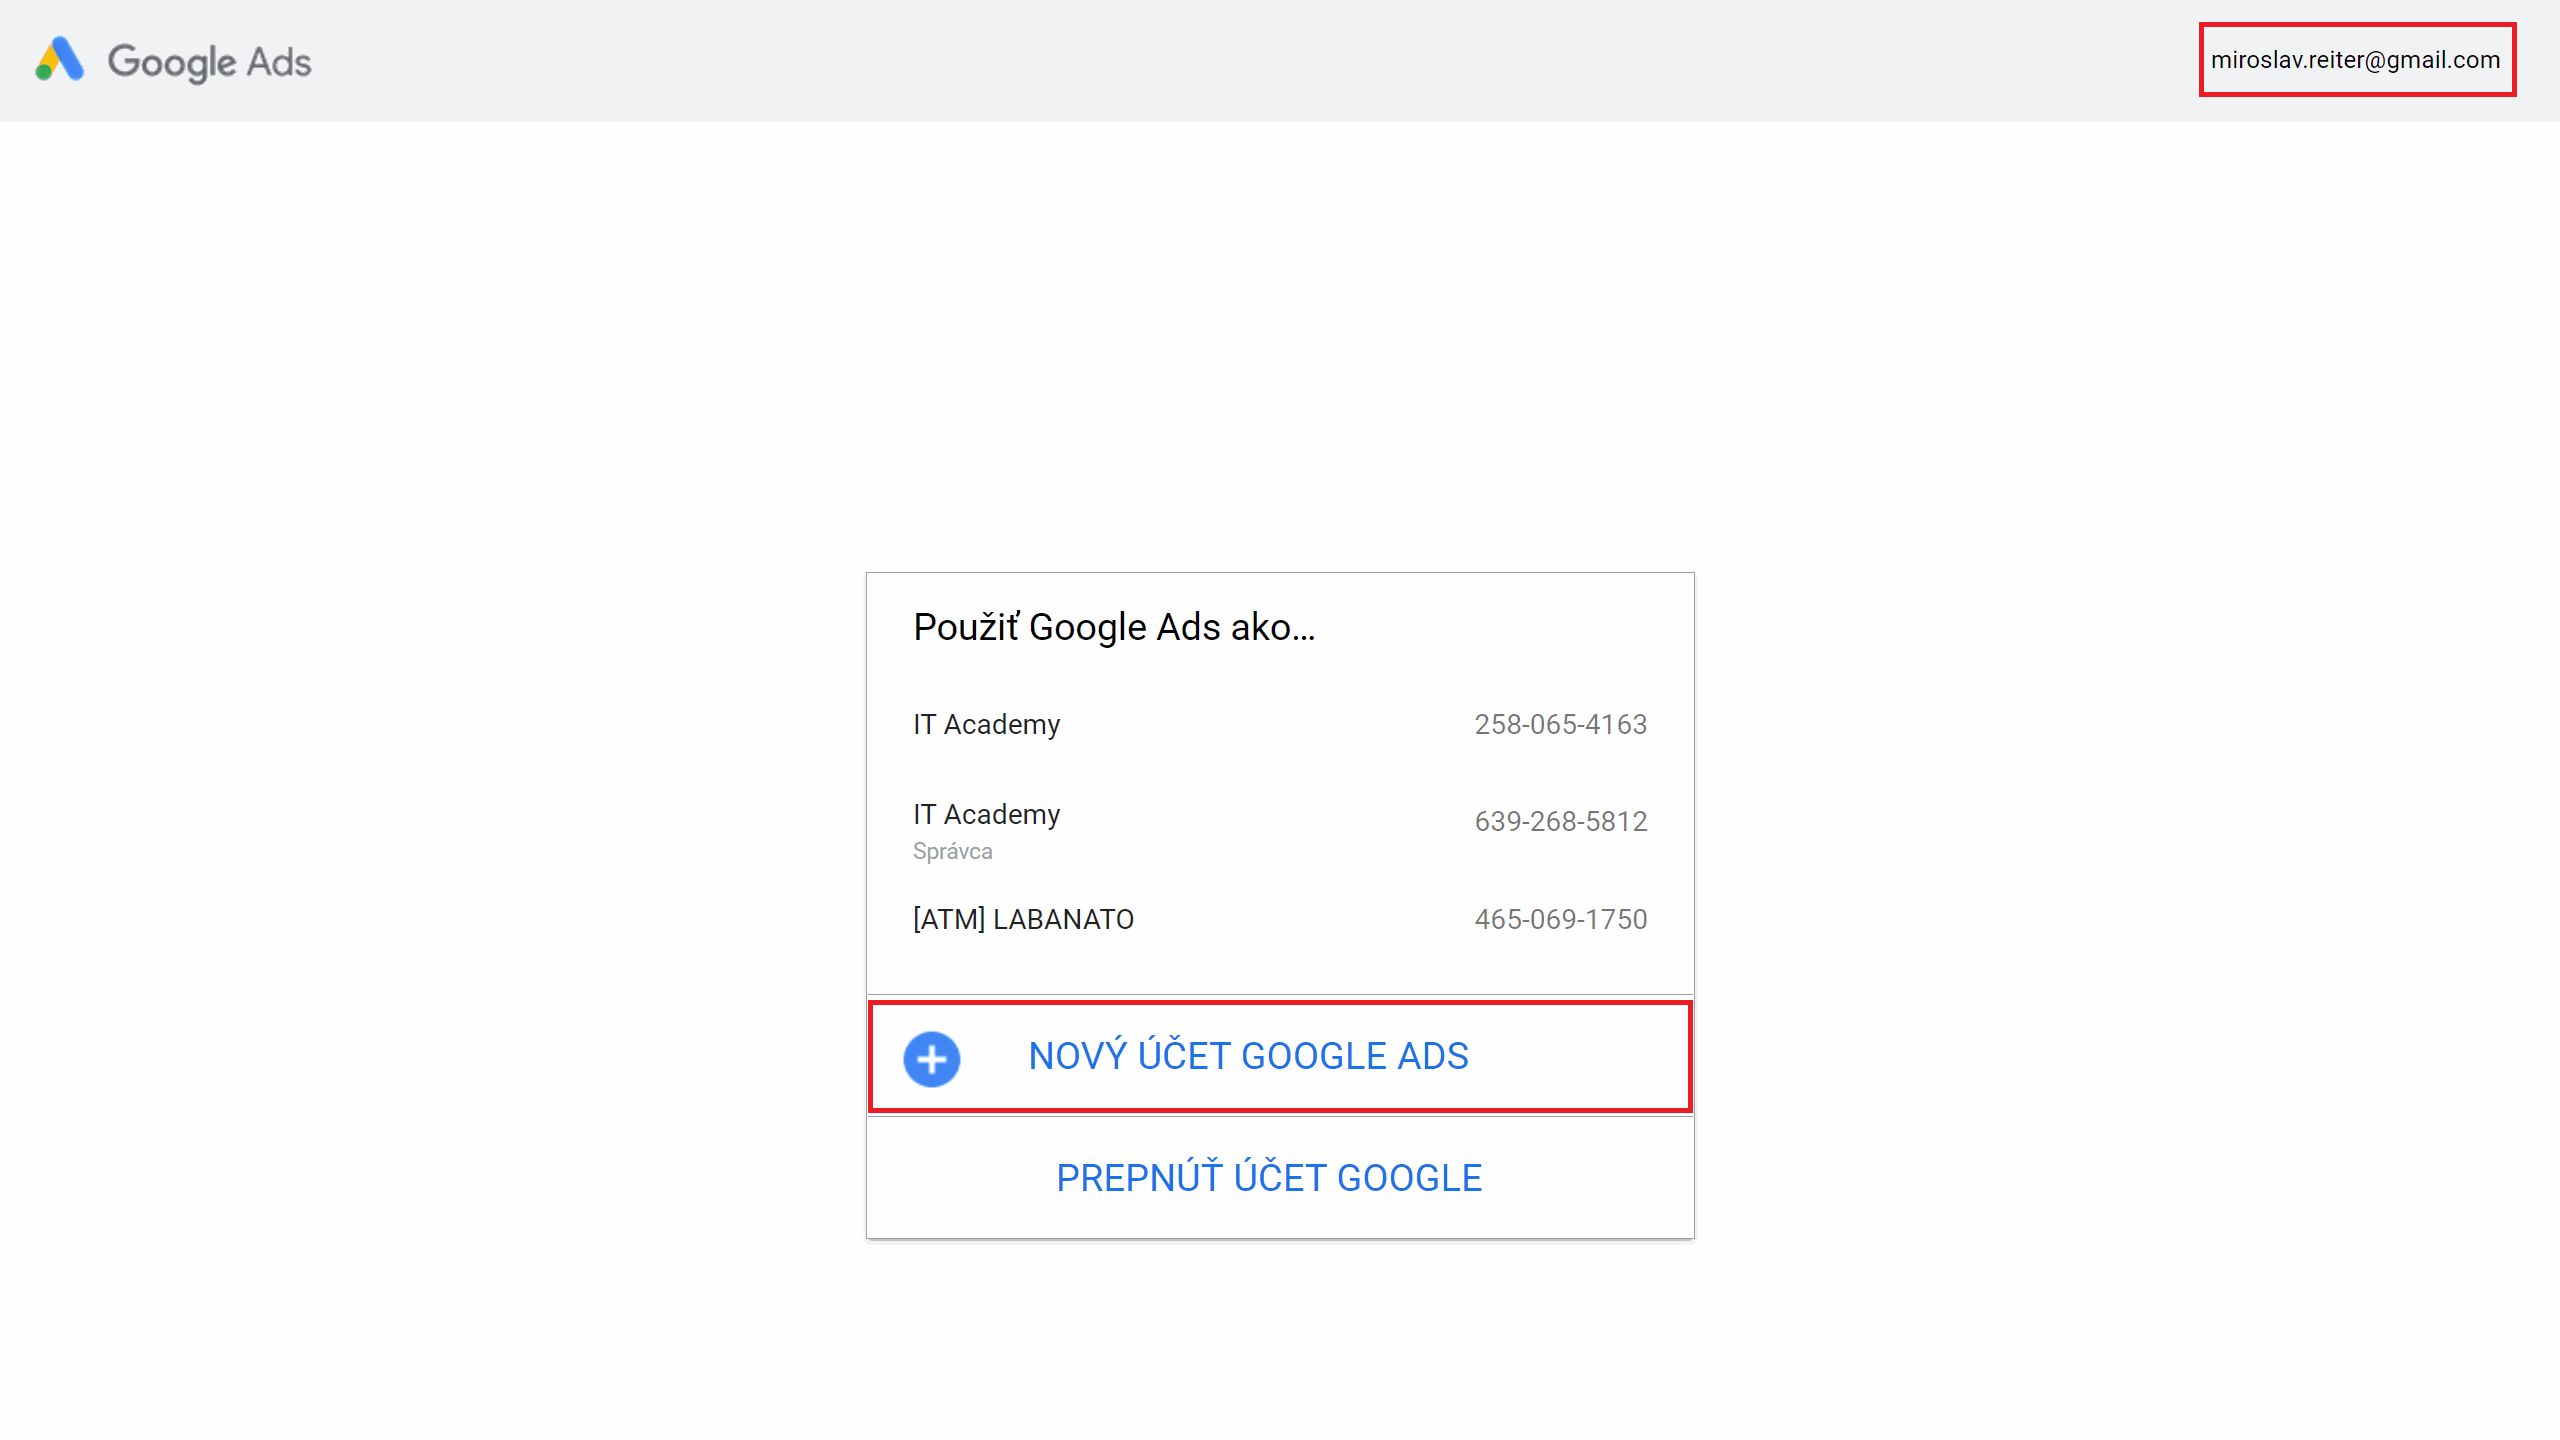 Google Ads
miroslav.reiter@gmail.com
Použiť Google Ads ako...
IT Academy 258-065-4163
IT Academy 639-268-5812
Správca
[ATM] LABANATO 465-069-1750
NOVÝ ÚČET GOOGLE ADS
PREPNÚŤ ÚČET GOOGLE